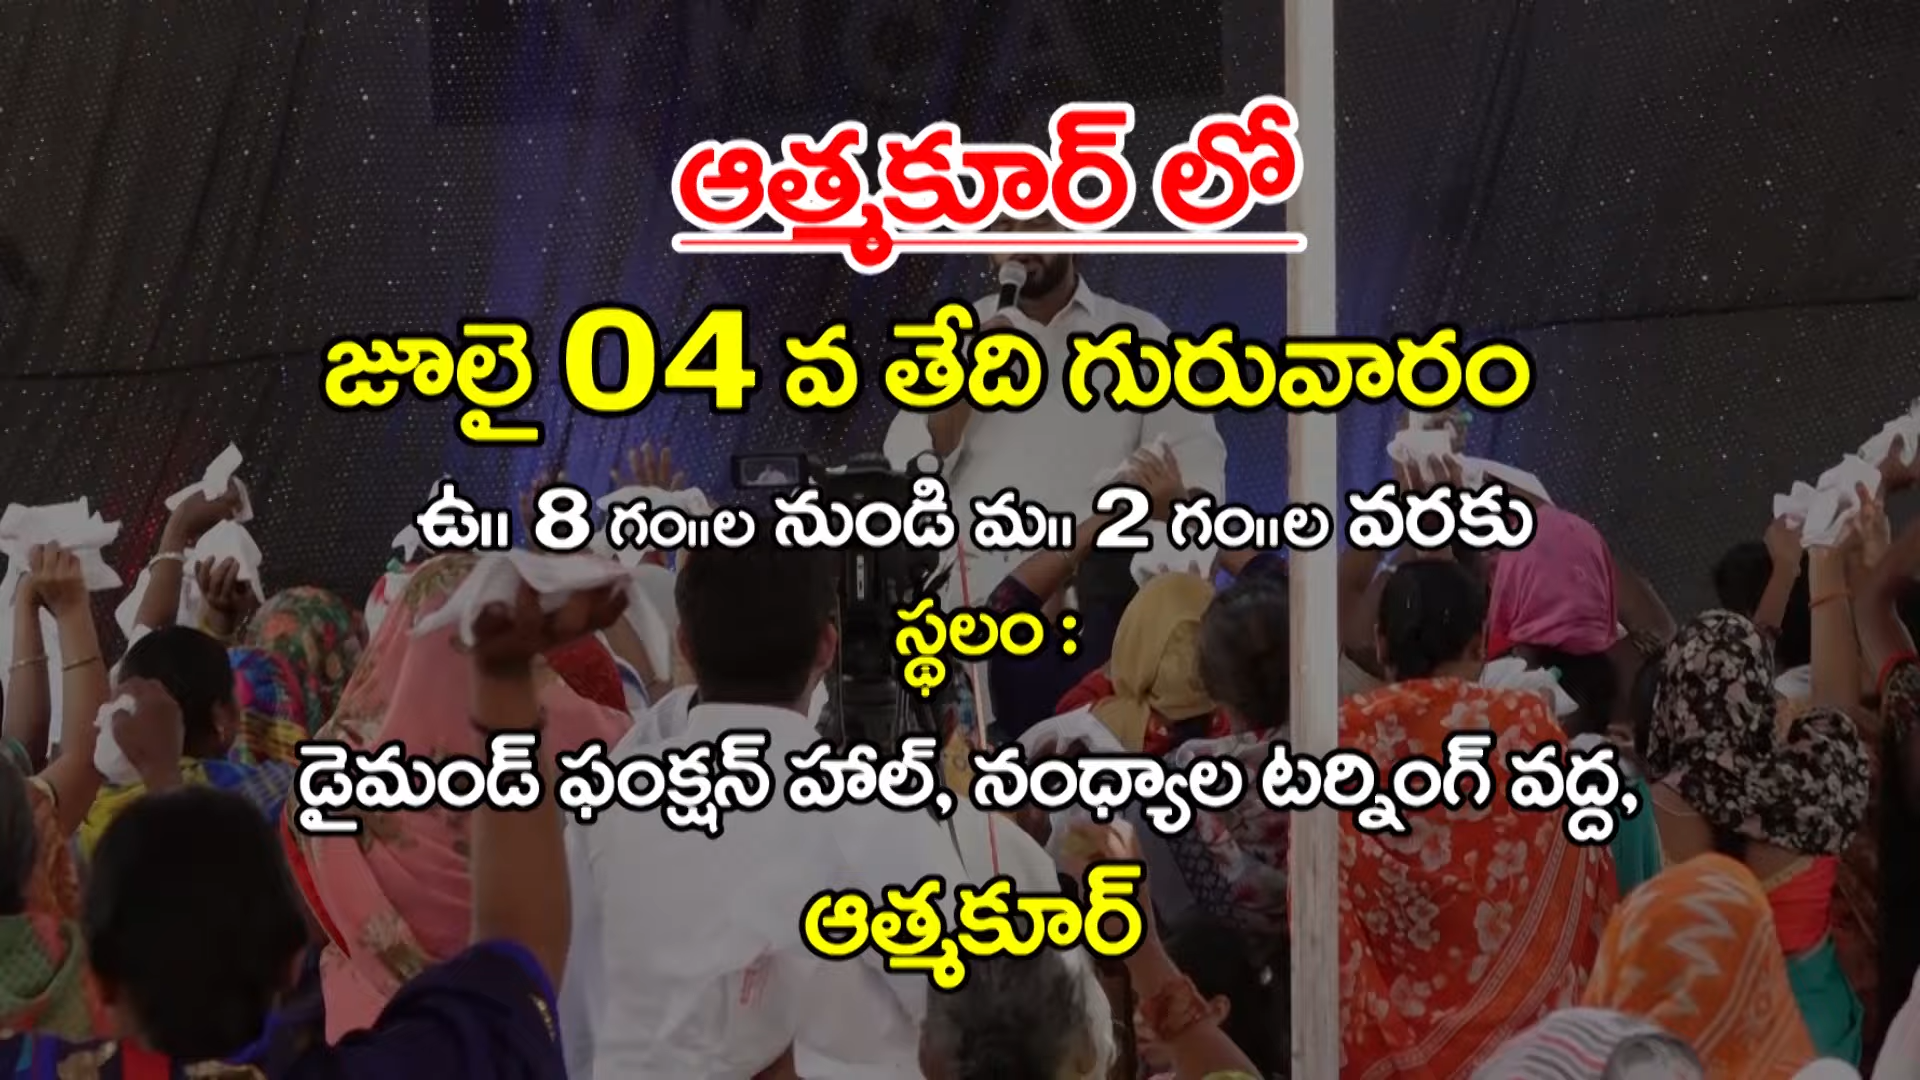 ఆత్మకూర్ లో
జూలై 04 వ తేది గురువారం
ఉ॥ 8 గం॥ల నుండి మ॥ 2 గం॥ల వరకు
స్థలం :
డైమండ్ ఫంక్షన్ హాల్, నంధ్యాల టర్నింగ్ వద్ద,
ఆత్మకూర్